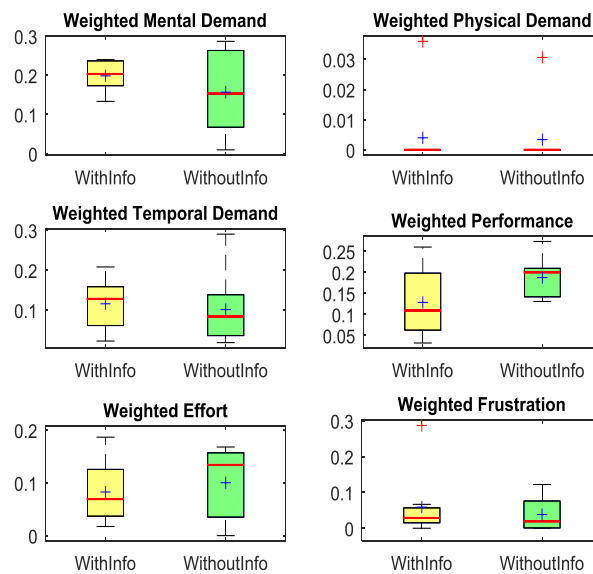 Weighted Mental Demand
0.3
0.2
0.1
0
WithInfo WithoutInfo
Weighted Physical Demand
0.03
0.02
0.01
0
WithInfo WithoutInfo
Weighted Temporal Demand
0.3
0.2
0.1
WithInfo WithoutInfo
Weighted Performance
0.25
0.2
0.15
0.1
0.05
WithInfo WithoutInfo
Weighted Effort
0.2
0.1
0
WithInfo WithoutInfo
Weighted Frustration
0.3
0.2
0.1
0
WithInfo WithoutInfo